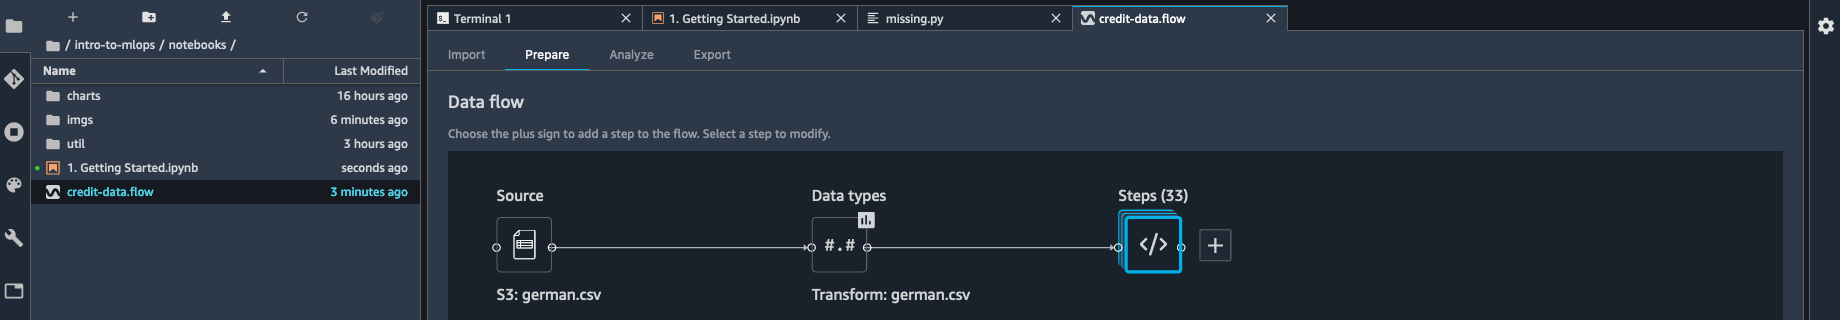 Terminal 1
1. Getting Started.ipynb
missing.py
credit-data.flow
/ intro-to-mlops / notebooks /
Name
Last Modified
charts
16 hours ago
imgs
6 minutes ago
util
3 hours ago
1. Getting Started.ipynb
seconds ago
credit-data.flow
3 minutes ago
Import
Prepare
Analyze
Export
Data flow
Choose the plus sign to add a step to the flow. Select a step to modify.
Source
Data types
Steps (33)
#.#
</>
S3: german.csv
Transform: german.csv